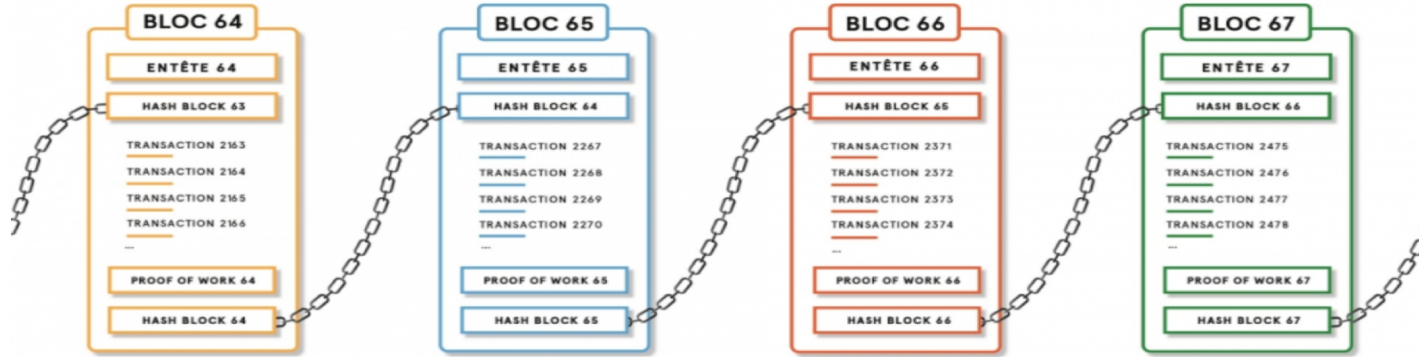 BLOC 64
ENTÊTE 64
HASH BLOCK 63
TRANSACTION 2163
TRANSACTION 2164
TRANSACTION 2165
TRANSACTION 2166
...
PROOF OF WORK 64
HASH BLOCK 64
BLOC 65
ENTÊTE 65
HASH BLOCK 64
TRANSACTION 2267
TRANSACTION 2268
TRANSACTION 2269
TRANSACTION 2270
...
PROOF OF WORK 65
HASH BLOCK 65
BLOC 66
ENTÊTE 66
HASH BLOCK 65
TRANSACTION 2371
TRANSACTION 2372
TRANSACTION 2373
TRANSACTION 2374
...
PROOF OF WORK 66
HASH BLOCK 66
BLOC 67
ENTÊTE 67
HASH BLOCK 66
TRANSACTION 2475
TRANSACTION 2476
TRANSACTION 2477
TRANSACTION 2478
...
PROOF OF WORK 67
HASH BLOCK 67